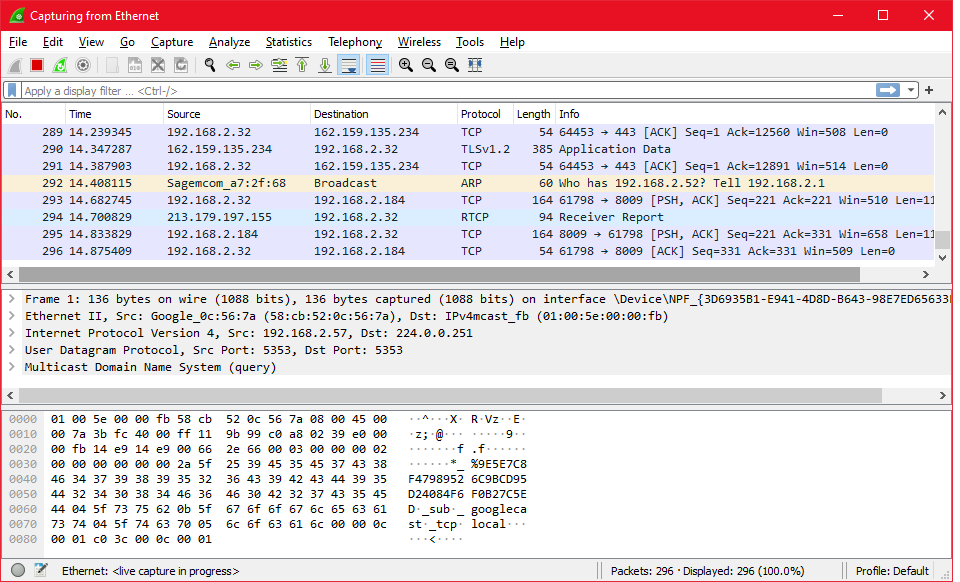 Capturing from Ethernet
File Edit View Go Capture Analyze Statistics Telephony Wireless Tools Help
Apply a display filter ... <Ctrl-/>
No. Time Source Destination Protocol Length Info
289 14.239345 192.168.2.32 162.159.135.234 TCP 54 64453 → 443 [ACK] Seq=1 Ack=12560 Win=508 Len=0
290 14.347287 162.159.135.234 192.168.2.32 TLSv1.2 385 Application Data
291 14.387903 192.168.2.32 162.159.135.234 TCP 54 64453 → 443 [ACK] Seq=1 Ack=12891 Win=514 Len=0
292 14.408115 Sagemcom_a7:2f:68 Broadcast ARP 60 Who has 192.168.2.52? Tell 192.168.2.1
293 14.682745 192.168.2.32 192.168.2.184 TCP 164 61798 → 8009 [PSH, ACK] Seq=221 Ack=221 Win=510 Len=11
294 14.700829 213.179.197.155 192.168.2.32 RTCP 94 Receiver Report
295 14.833829 192.168.2.184 192.168.2.32 TCP 164 8009 → 61798 [PSH, ACK] Seq=221 Ack=331 Win=658 Len=11
296 14.875409 192.168.2.32 192.168.2.184 TCP 54 61798 → 8009 [ACK] Seq=331 Ack=331 Win=509 Len=0
Frame 1: 136 bytes on wire (1088 bits), 136 bytes captured (1088 bits) on interface \Device\NPF_{3D6935B1-E941-4D8D-B643-98E7ED65633
Ethernet II, Src: Google_0c:56:7a (58:cb:52:0c:56:7a), Dst: IPv4mcast_fb (01:00:5e:00:00:fb)
Internet Protocol Version 4, Src: 192.168.2.57, Dst: 224.0.0.251
User Datagram Protocol, Src Port: 5353, Dst Port: 5353
Multicast Domain Name System (query)
0000 01 00 5e 00 00 fb 58 cb 52 0c 56 7a 08 00 45 00 ··^···X· R·Vz··E·
0010 00 7a 3b fc 40 00 ff 11 9b 99 c0 a8 02 39 e0 00 ·z;·@··· ·····9··
0020 00 fb 14 e9 14 e9 00 66 2e 66 00 03 00 00 00 02 ·······f .f······
0030 00 00 00 00 00 00 2a 5f 25 39 45 35 45 37 43 38 ······*_ %9E5E7C8
0040 46 34 37 39 38 39 35 32 36 43 39 42 43 44 39 35 F4798952 6C9BCD95
0050 44 32 34 30 38 34 46 36 46 30 42 32 37 43 35 45 D24084F6 F0B27C5E
0060 44 04 5f 73 75 62 0b 5f 67 6f 6f 67 6c 65 63 61 D·_sub·_ googleca
0070 73 74 04 5f 74 63 70 05 6c 6f 63 61 6c 00 00 0c st·_tcp· local···
0080 00 01 c0 3c 00 0c 00 01 ···<····
Ethernet: <live capture in progress> Packets: 296 · Displayed: 296 (100.0%) Profile: Default